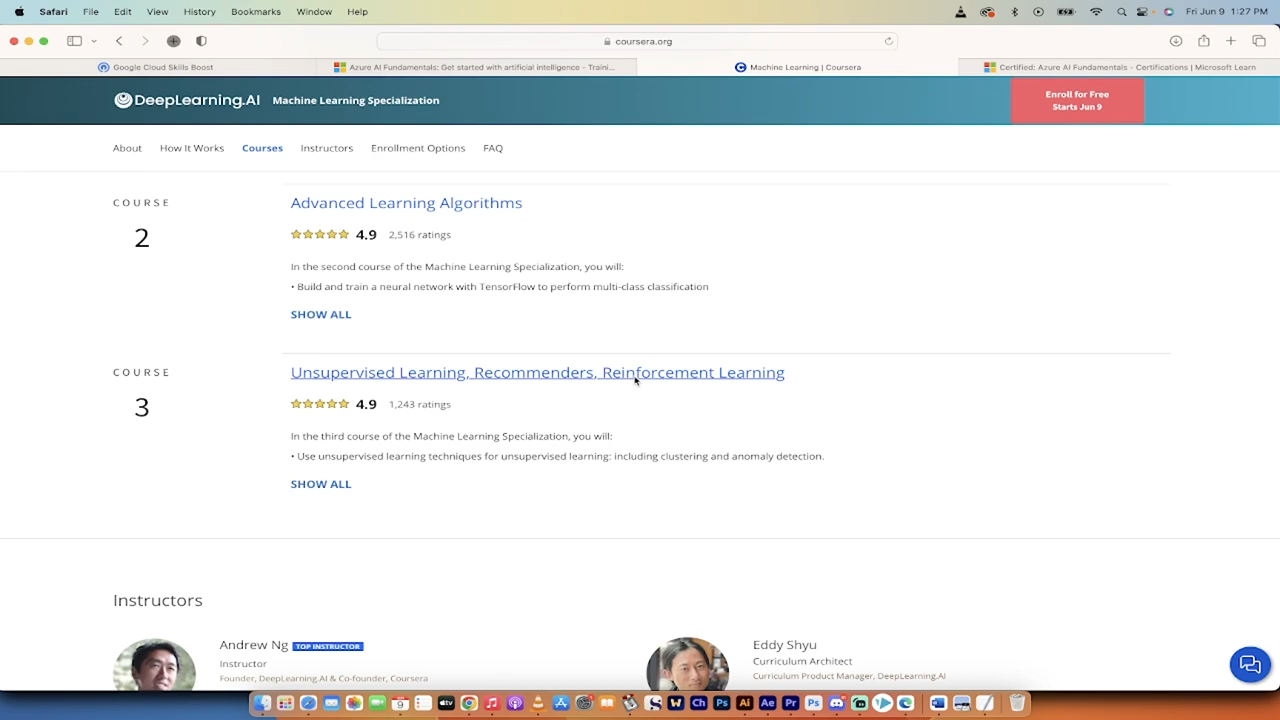 Safari File Edit View History Bookmarks Window Help Fri Jun 9 1:27 PM
coursera.org
Google Cloud Skills Boost Azure AI Fundamentals: Get started with artificial intelligence - Traini... Machine Learning | Coursera Certified: Azure AI Fundamentals - Certifications | Microsoft Learn
DeepLearning.AI Machine Learning Specialization
Enroll for Free
Starts Jun 9
About How It Works Courses Instructors Enrollment Options FAQ
COURSE
2
Advanced Learning Algorithms
4.9 2,516 ratings
In the second course of the Machine Learning Specialization, you will:
• Build and train a neural network with TensorFlow to perform multi-class classification
SHOW ALL
COURSE
3
Unsupervised Learning, Recommenders, Reinforcement Learning
4.9 1,243 ratings
In the third course of the Machine Learning Specialization, you will:
• Use unsupervised learning techniques for unsupervised learning: including clustering and anomaly detection.
SHOW ALL
Instructors
Andrew Ng TOP INSTRUCTOR
Instructor
Founder, DeepLearning.AI & Co-founder, Coursera
Eddy Shyu
Curriculum Architect
Curriculum Product Manager, DeepLearning.AI